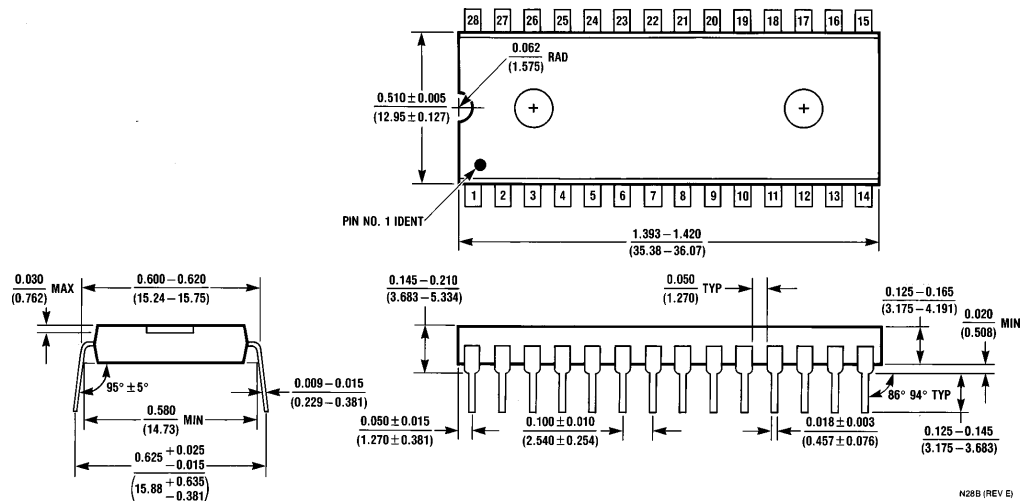 28 27 26 25 24 23 22 21 20 19 18 17 16 15
0.062
(1.575)
RAD
0.510 ± 0.005
(12.95 ± 0.127)
PIN NO. 1 IDENT
1 2 3 4 5 6 7 8 9 10 11 12 13 14
1.393 – 1.420
(35.38 – 36.07)
0.030
(0.762)
MAX
0.600 – 0.620
(15.24 – 15.75)
95° ± 5°
0.009 – 0.015
(0.229 – 0.381)
0.580
(14.73)
MIN
0.625 +0.025 −0.015
(15.88 +0.635 −0.381)
0.145 – 0.210
(3.683 – 5.334)
0.050
(1.270)
TYP
0.125 – 0.165
(3.175 – 4.191)
0.020
(0.508)
MIN
86° 94° TYP
0.050 ± 0.015
(1.270 ± 0.381)
0.100 ± 0.010
(2.540 ± 0.254)
0.018 ± 0.003
(0.457 ± 0.076)
0.125 – 0.145
(3.175 – 3.683)
N28B (REV E)